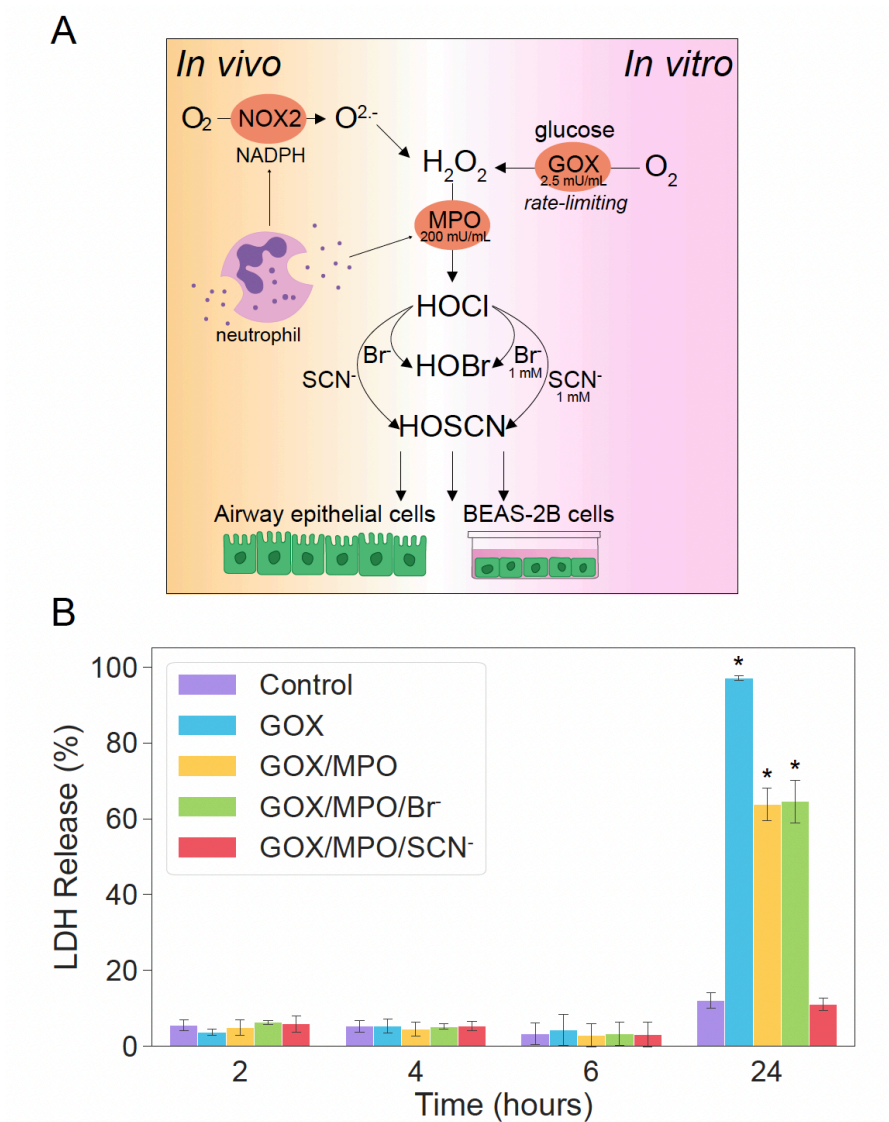 A
In vivo
In vitro
O₂
NOX2
O²·⁻
NADPH
H₂O₂
glucose
GOX
2.5 mU/mL
O₂
rate-limiting
MPO
200 mU/mL
neutrophil
HOCl
Br⁻
HOBr
Br⁻
1 mM
SCN⁻
SCN⁻
1 mM
HOSCN
Airway epithelial cells
BEAS-2B cells
B
LDH Release (%)
100
80
60
40
20
0
Control
GOX
GOX/MPO
GOX/MPO/Br⁻
GOX/MPO/SCN⁻
*
*
*
2
4
6
24
Time (hours)